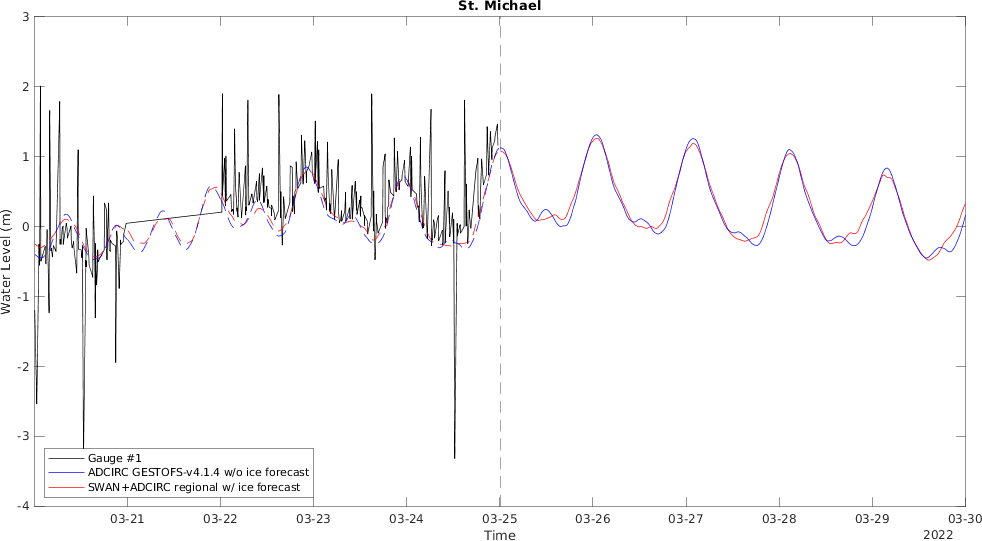 St. Michael
3
2
1
0
-1
-2
-3
-4
Water Level (m)
Gauge #1
ADCIRC GESTOFS-v4.1.4 w/o ice forecast
SWAN+ADCIRC regional w/ ice forecast
03-21 03-22 03-23 03-24 03-25 03-26 03-27 03-28 03-29 03-30
Time
2022